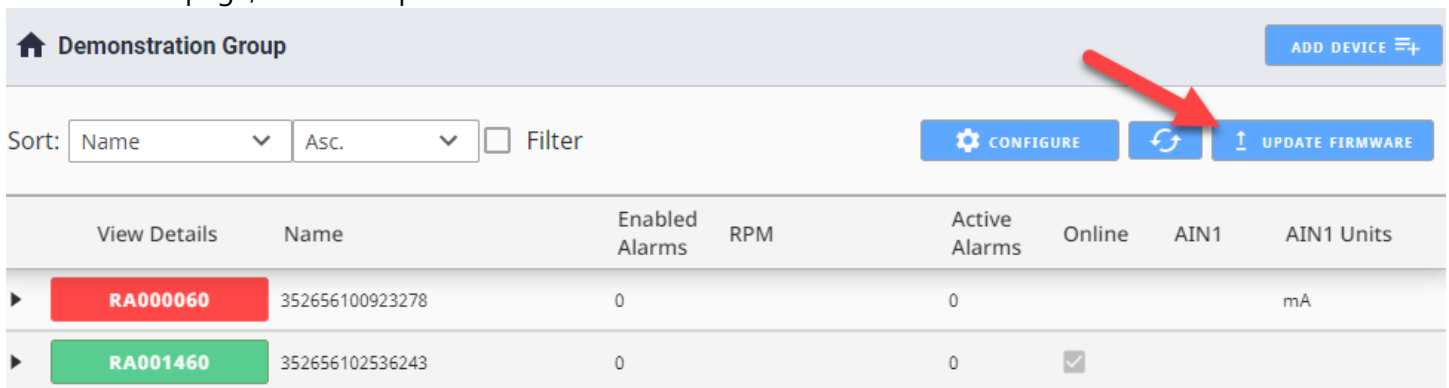 Demonstration Group
ADD DEVICE
Sort: Name Asc. Filter
CONFIGURE
UPDATE FIRMWARE
View Details Name Enabled Alarms RPM Active Alarms Online AIN1 AIN1 Units
RA000060 352656100923278 0 0 mA
RA001460 352656102536243 0 0